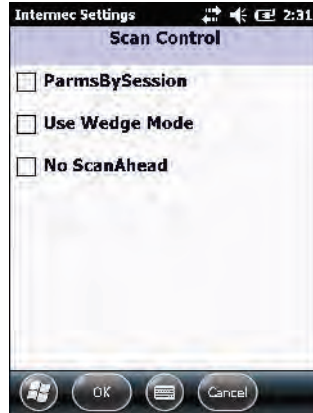 Intermec Settings 2:31
Scan Control
ParmsBySession
Use Wedge Mode
No ScanAhead
OK Cancel